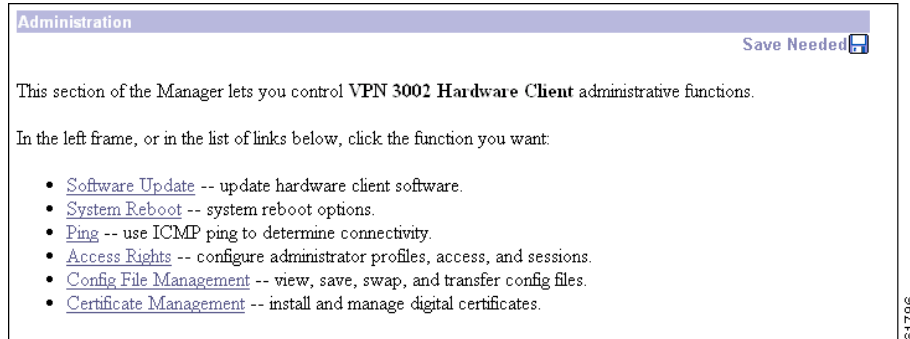 Administration
Save Needed
This section of the Manager lets you control VPN 3002 Hardware Client administrative functions.
In the left frame, or in the list of links below, click the function you want:
• Software Update -- update hardware client software.
• System Reboot -- system reboot options.
• Ping -- use ICMP ping to determine connectivity.
• Access Rights -- configure administrator profiles, access, and sessions.
• Config File Management -- view, save, swap, and transfer config files.
• Certificate Management -- install and manage digital certificates.